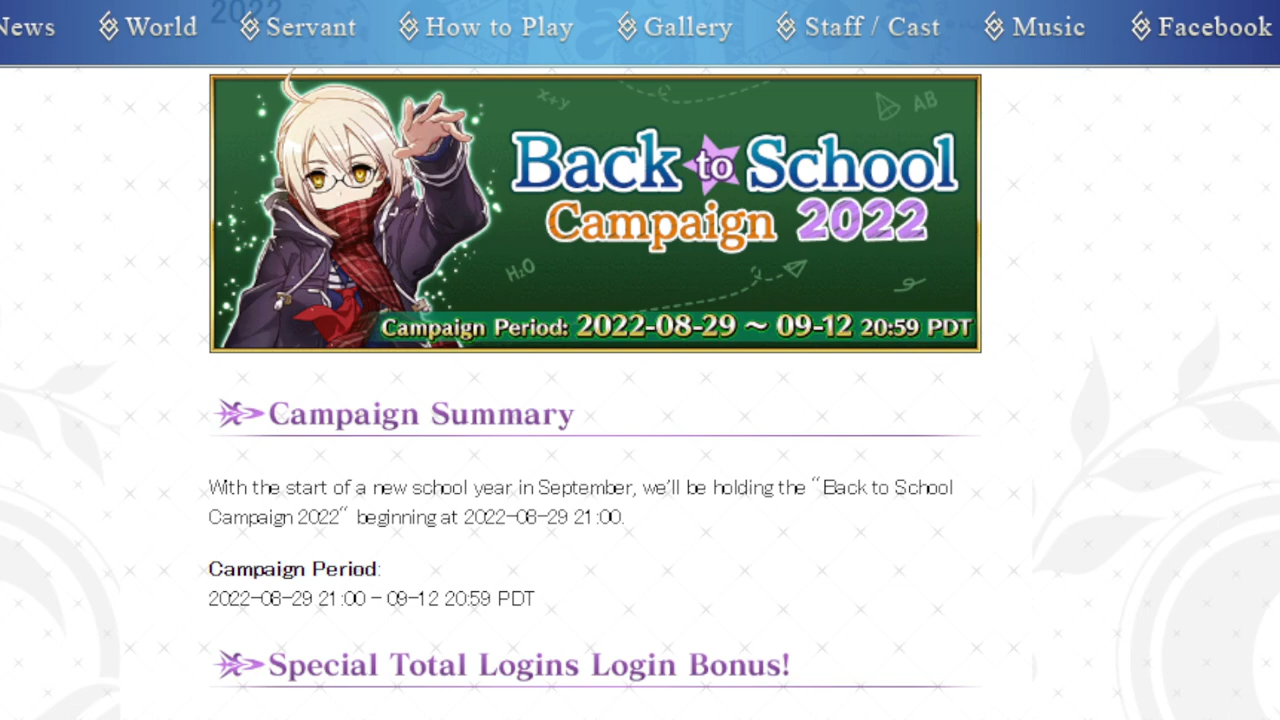 2022
News World Servant How to Play Gallery Staff / Cast Music Facebook
x+y
AB
Back to School
Campaign 2022
H2O
Campaign Period: 2022-08-29 ~ 09-12 20:59 PDT
Campaign Summary
With the start of a new school year in September, we'll be holding the “Back to School
Campaign 2022“ beginning at 2022-08-29 21:00.
Campaign Period:
2022-08-29 21:00 - 09-12 20:59 PDT
Special Total Logins Login Bonus!